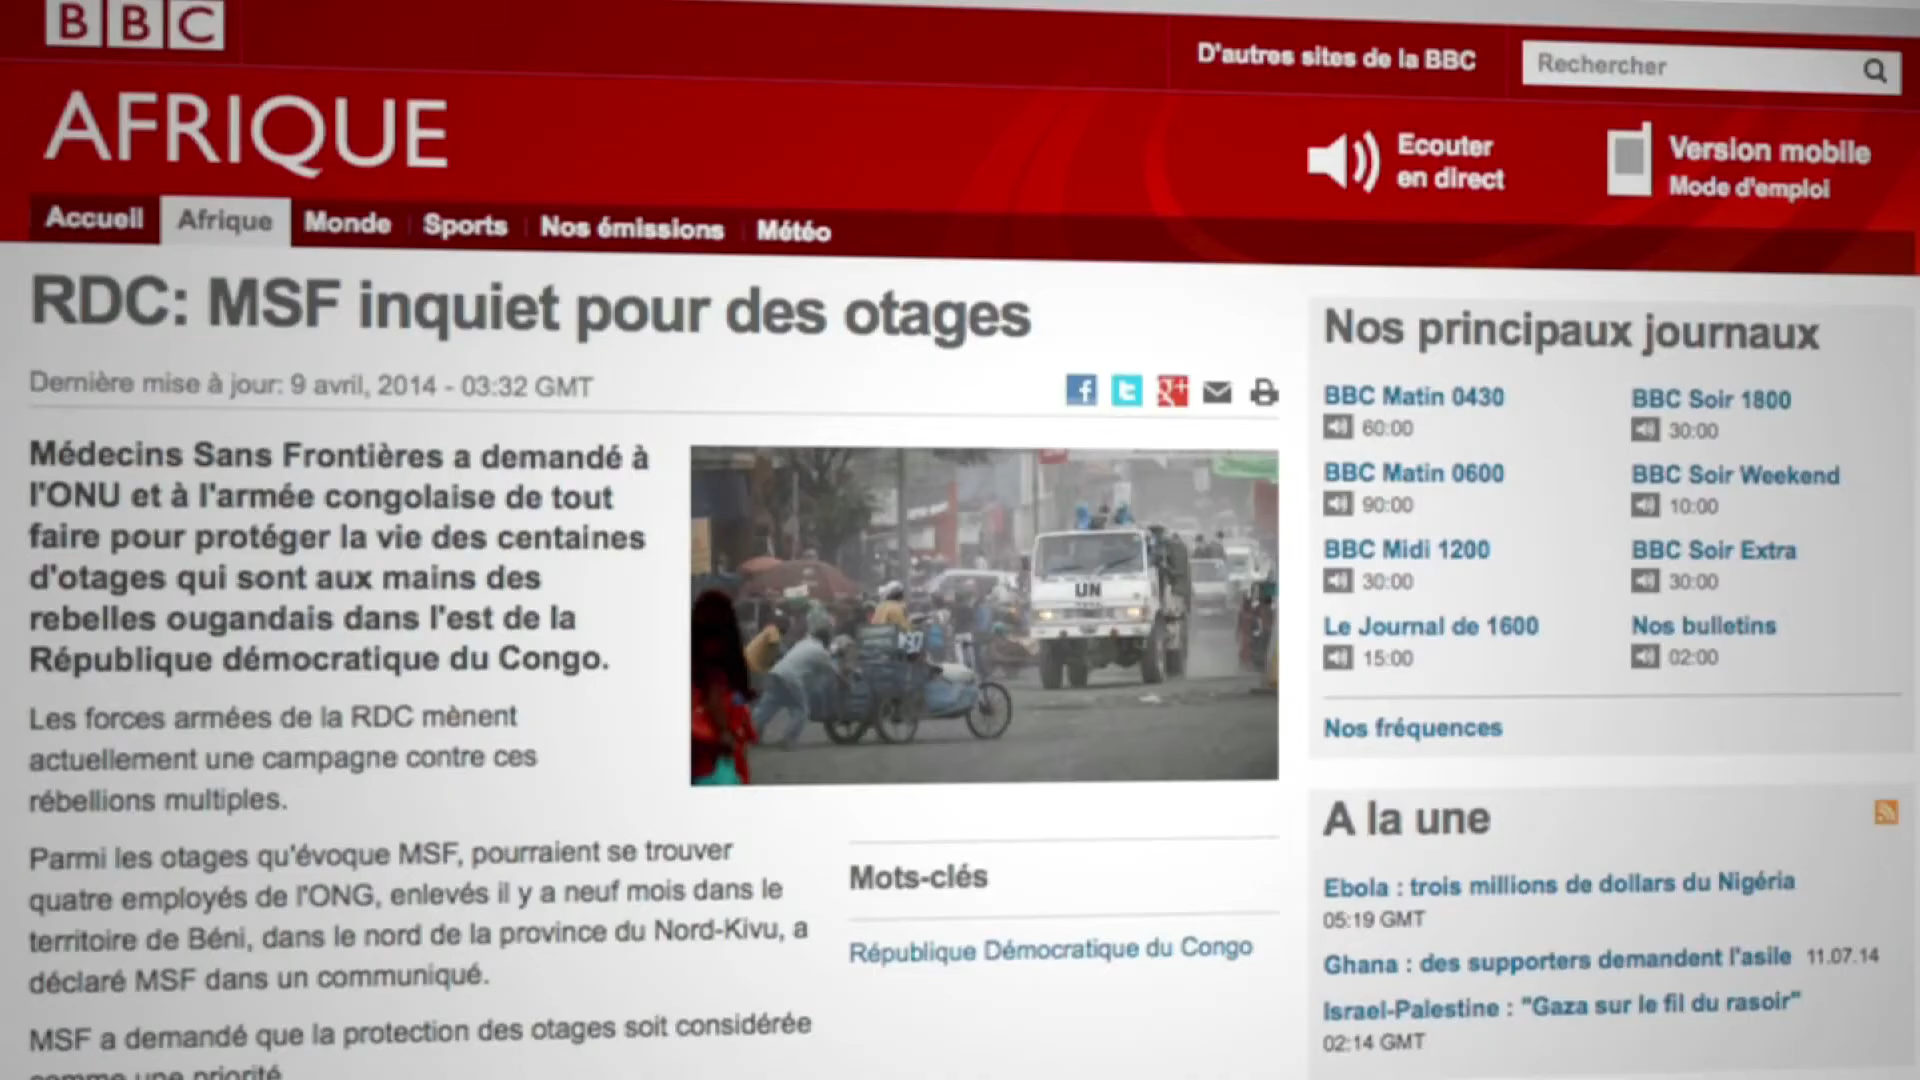 BBC
D'autres sites de la BBC
Rechercher
AFRIQUE
Ecouter
en direct
Version mobile
Mode d'emploi
Accueil Afrique Monde Sports Nos émissions Météo
RDC: MSF inquiet pour des otages
Dernière mise à jour: 9 avril, 2014 - 03:32 GMT
Médecins Sans Frontières a demandé à
l'ONU et à l'armée congolaise de tout
faire pour protéger la vie des centaines
d'otages qui sont aux mains des
rebelles ougandais dans l'est de la
République démocratique du Congo.
UN
Les forces armées de la RDC mènent
actuellement une campagne contre ces
rébellions multiples.
Parmi les otages qu'évoque MSF, pourraient se trouver
quatre employés de l'ONG, enlevés il y a neuf mois dans le
territoire de Béni, dans le nord de la province du Nord-Kivu, a
déclaré MSF dans un communiqué.
MSF a demandé que la protection des otages soit considérée
comme une priorité
Mots-clés
République Démocratique du Congo
Nos principaux journaux
BBC Matin 0430
60:00
BBC Soir 1800
30:00
BBC Matin 0600
90:00
BBC Soir Weekend
10:00
BBC Midi 1200
30:00
BBC Soir Extra
30:00
Le Journal de 1600
15:00
Nos bulletins
02:00
Nos fréquences
A la une
Ebola : trois millions de dollars du Nigéria
05:19 GMT
Ghana : des supporters demandent l'asile 11.07.14
Israel-Palestine : "Gaza sur le fil du rasoir"
02:14 GMT